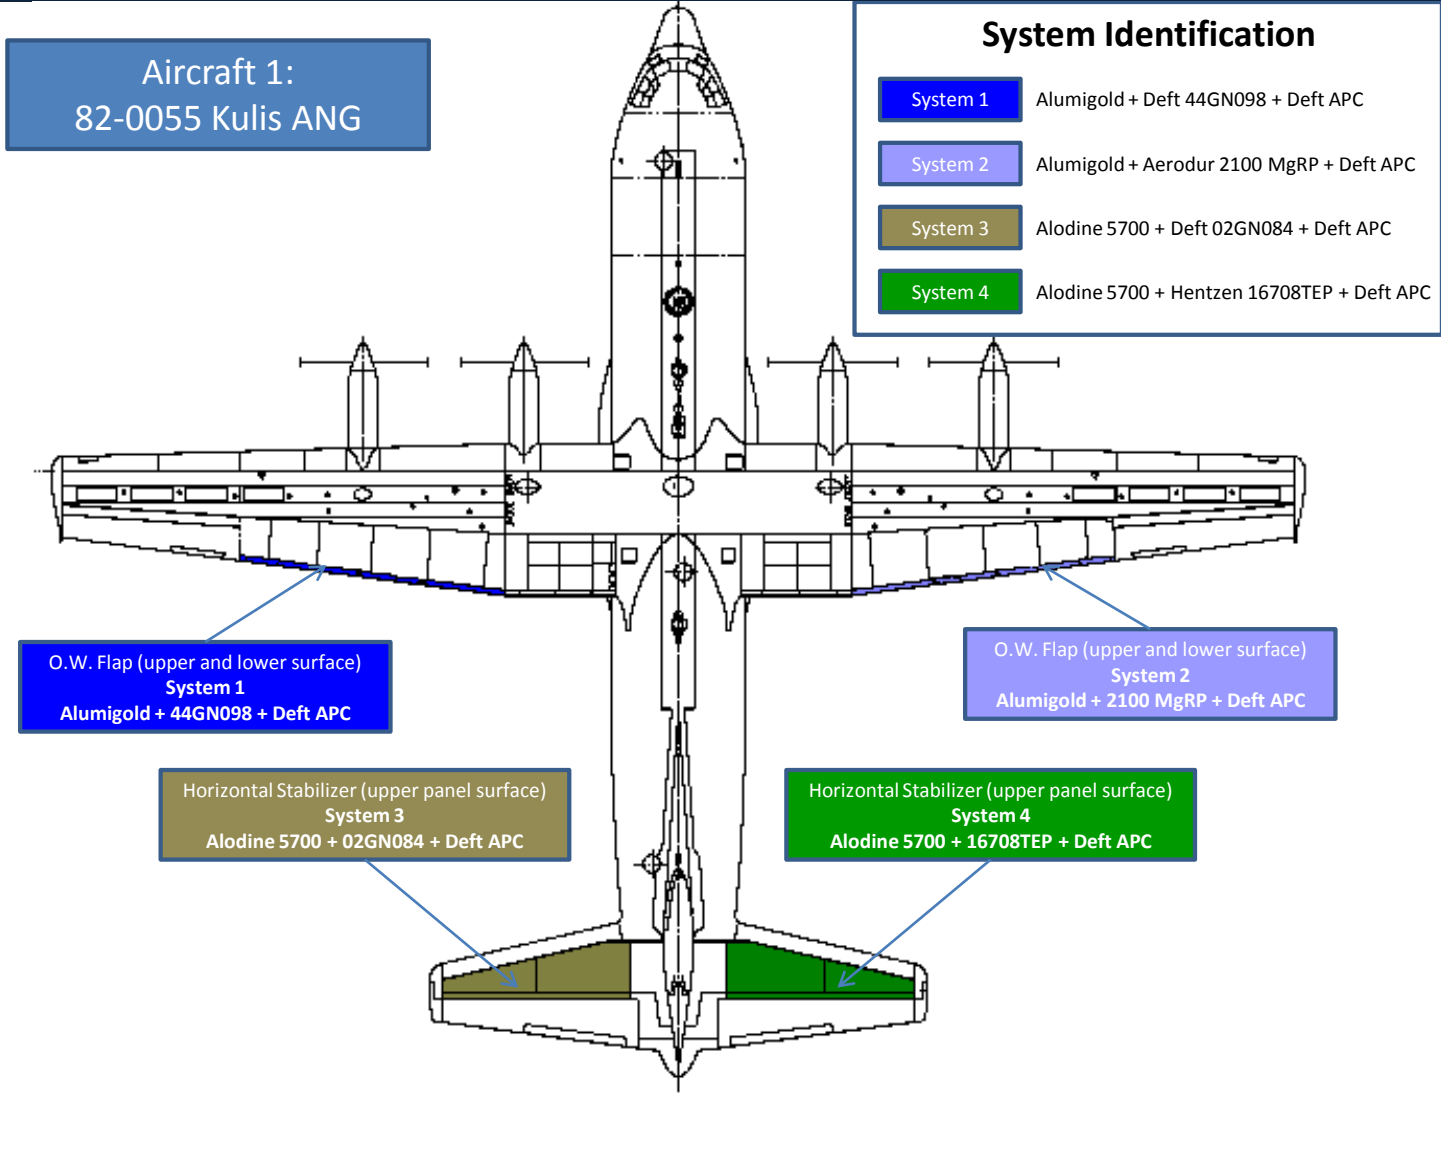 Aircraft 1:
82-0055 Kulis ANG
System Identification
System 1
Alumigold + Deft 44GN098 + Deft APC
System 2
Alumigold + Aerodur 2100 MgRP + Deft APC
System 3
Alodine 5700 + Deft 02GN084 + Deft APC
System 4
Alodine 5700 + Hentzen 16708TEP + Deft APC
O.W. Flap (upper and lower surface)
System 1
Alumigold + 44GN098 + Deft APC
O.W. Flap (upper and lower surface)
System 2
Alumigold + 2100 MgRP + Deft APC
Horizontal Stabilizer (upper panel surface)
System 3
Alodine 5700 + 02GN084 + Deft APC
Horizontal Stabilizer (upper panel surface)
System 4
Alodine 5700 + 16708TEP + Deft APC